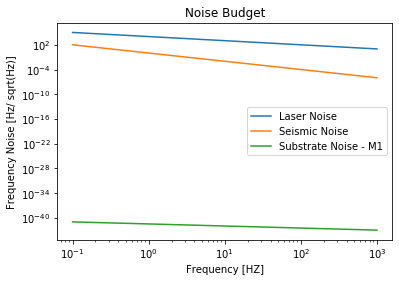 Noise Budget
Frequency Noise [Hz/ sqrt(Hz)]
10^2
10^-4
10^-10
10^-16
10^-22
10^-28
10^-34
10^-40
Laser Noise
Seismic Noise
Substrate Noise - M1
10^-1 10^0 10^1 10^2 10^3
Frequency [HZ]